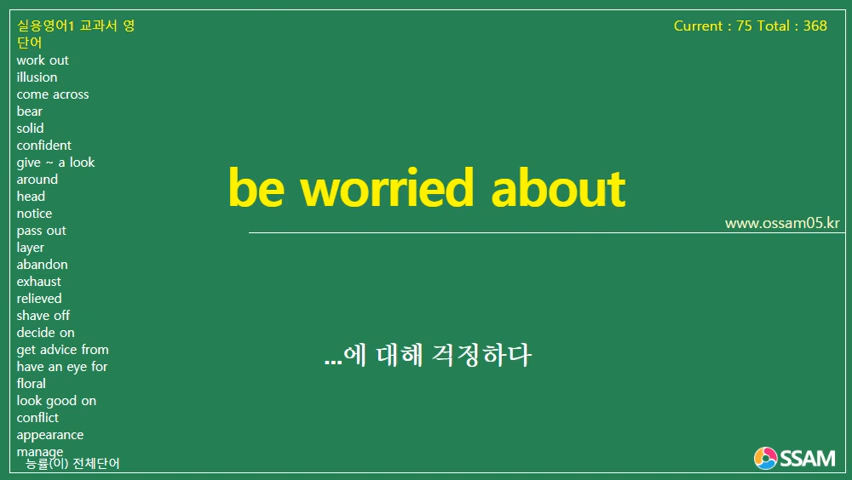 실용영어1 교과서 영
단어
work out
illusion
come across
bear
solid
confident
give ~ a look
around
head
notice
pass out
layer
abandon
exhaust
relieved
shave off
decide on
get advice from
have an eye for
floral
look good on
conflict
appearance
manage
능률(이) 전체단어
Current : 75 Total : 368
be worried about
www.ossam05.kr
...에 대해 걱정하다
OSSAM